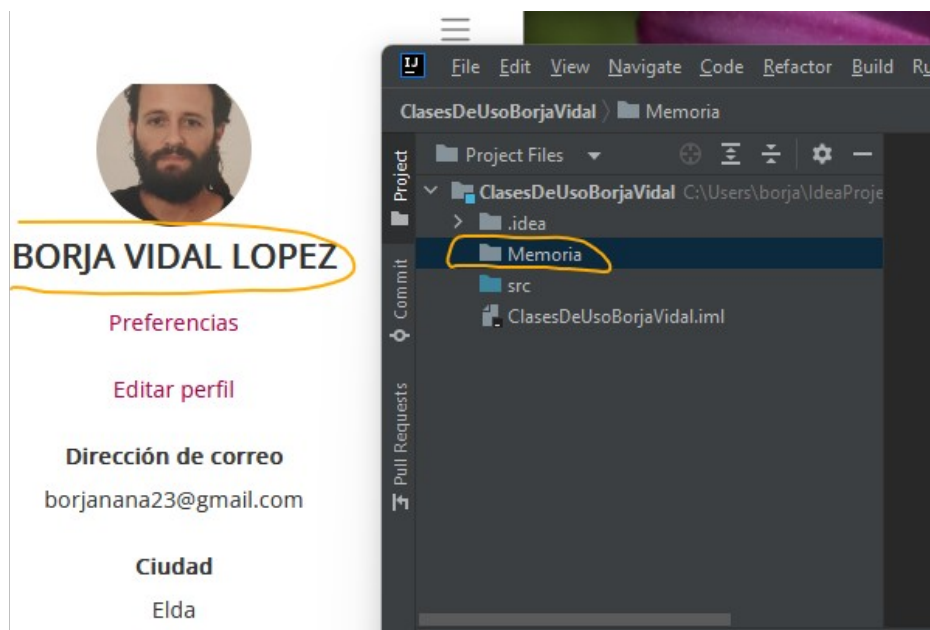 BORJA VIDAL LOPEZ
Preferencias
Editar perfil
Dirección de correo
borjanana23@gmail.com
Ciudad
Elda
IJ File Edit View Navigate Code Refactor Build Ru
ClasesDeUsoBorjaVidal Memoria
Project Files
ClasesDeUsoBorjaVidal C:\Users\borja\IdeaProje
.idea
Memoria
src
ClasesDeUsoBorjaVidal.iml
Project
Commit
Pull Requests